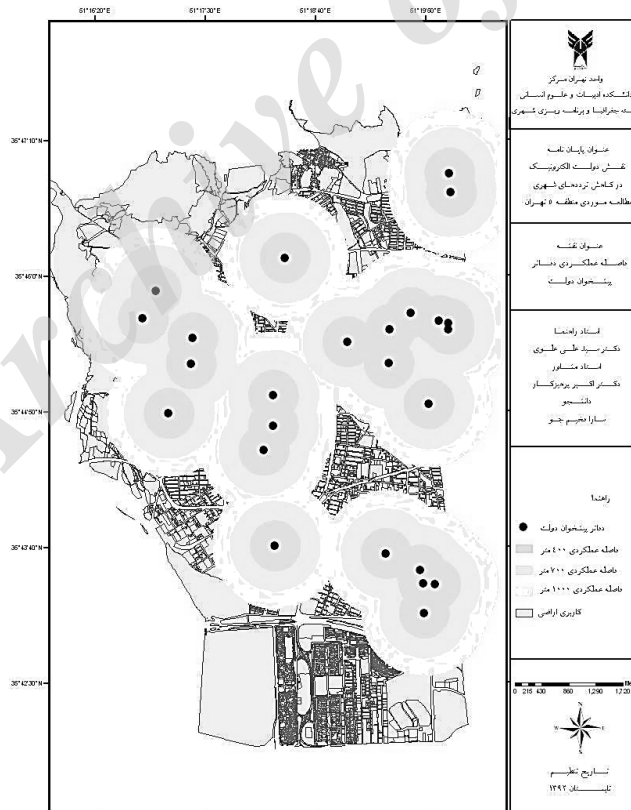 51°16'20"E
51°17'30"E
51°18'40"E
51°19'50"E
35°47'10"N
35°46'0"N
35°44'50"N
35°43'40"N
35°42'30"N
Archive of
واحد تهران مرکز
دانشکده ادبیات و علوم انسانی
جغرافیا و برنامه ریزی شهری
عنوان پایان نامه
نقش دولت الکترونیک
در کاهش ترددهای شهری
مطالعه موردی منطقه ۵ تهران
عنوان نقشه
فاصله عملکردی دفاتر
پیشخوان دولت
استاد راهنما
دکتر سید علی علوی
استاد مشاور
دکتر اکبر پرهیزکار
دانشجو
سارا فخیم جو
راهنما
دفاتر پیشخوان دولت
فاصله عملکردی ۴۰۰ متر
فاصله عملکردی ۷۰۰ متر
فاصله عملکردی ۱۰۰۰ متر
کاربری اراضی
0 215 430 860 1,290 1,720
N
W E
S
تاریخ تنظیم
تابستان ۱۳۹۲